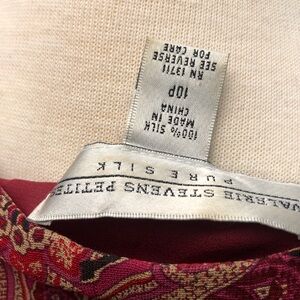 VALERIE STEVENS PETITES
PURE SILK
100% SILK
MADE IN
CHINA
10P
RN 13711
SEE REVERSE
FOR CARE